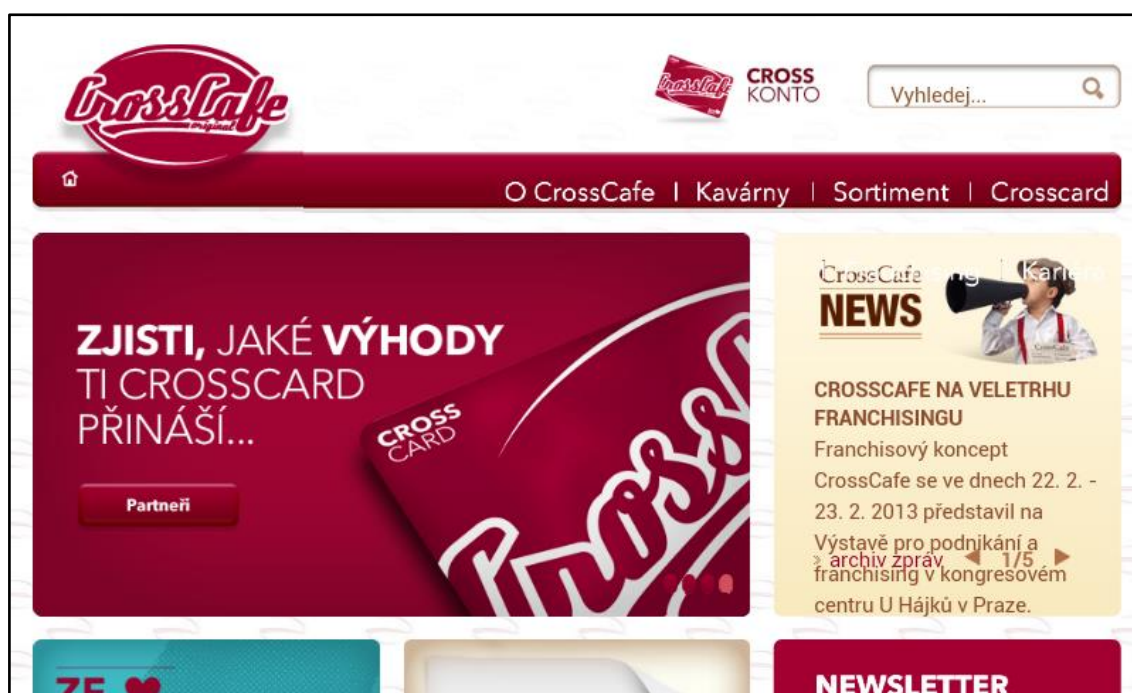 CrossCafe
original
CROSS
KONTO
Vyhledej...
O CrossCafe | Kavárny | Sortiment | Crosscard
Kariéra
ZJISTI, JAKÉ VÝHODY
TI CROSSCARD
PŘINÁŠÍ...
CROSS
CARD
Partneři
CrossCafe
NEWS
CROSSCAFE NA VELETRHU
FRANCHISINGU
Franchisový koncept
CrossCafe se ve dnech 22. 2. -
23. 2. 2013 představil na
Výstavě pro podnikání a
» archiv zpráv ◀ 1/5 ▶
franchising v kongresovém
centru U Hájků v Praze.
ZE
NEWSLETTER